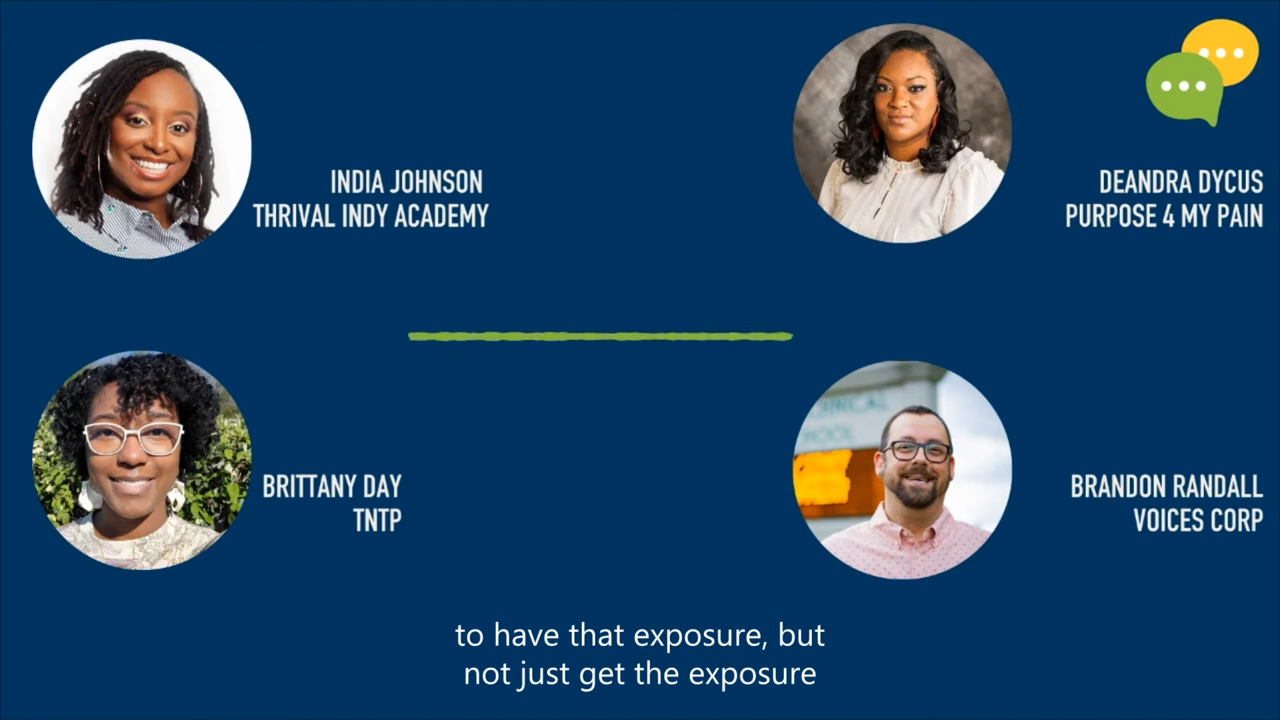 INDIA JOHNSON
THRIVAL INDY ACADEMY
DEANDRA DYCUS
PURPOSE 4 MY PAIN
BRITTANY DAY
TNTP
BRANDON RANDALL
VOICES CORP
to have that exposure, but
not just get the exposure